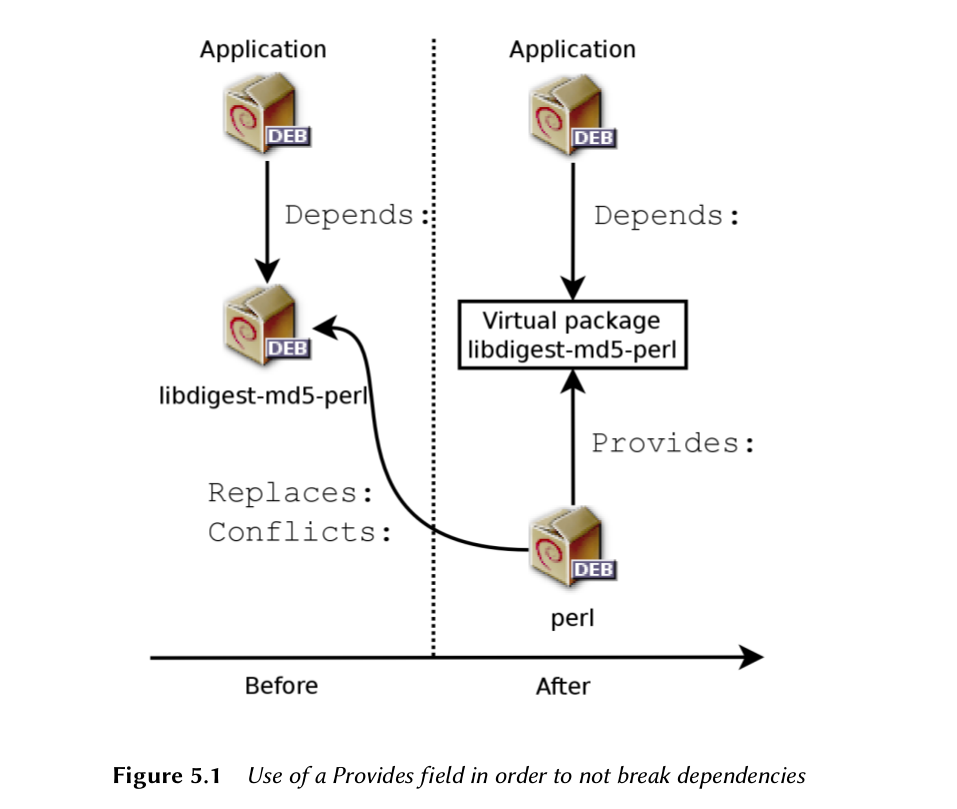 Application
DEB
Depends:
DEB
libdigest-md5-perl
Replaces:
Conflicts:
Application
DEB
Depends:
Virtual package
libdigest-md5-perl
Provides:
DEB
perl
Before
After
Figure 5.1 Use of a Provides field in order to not break dependencies